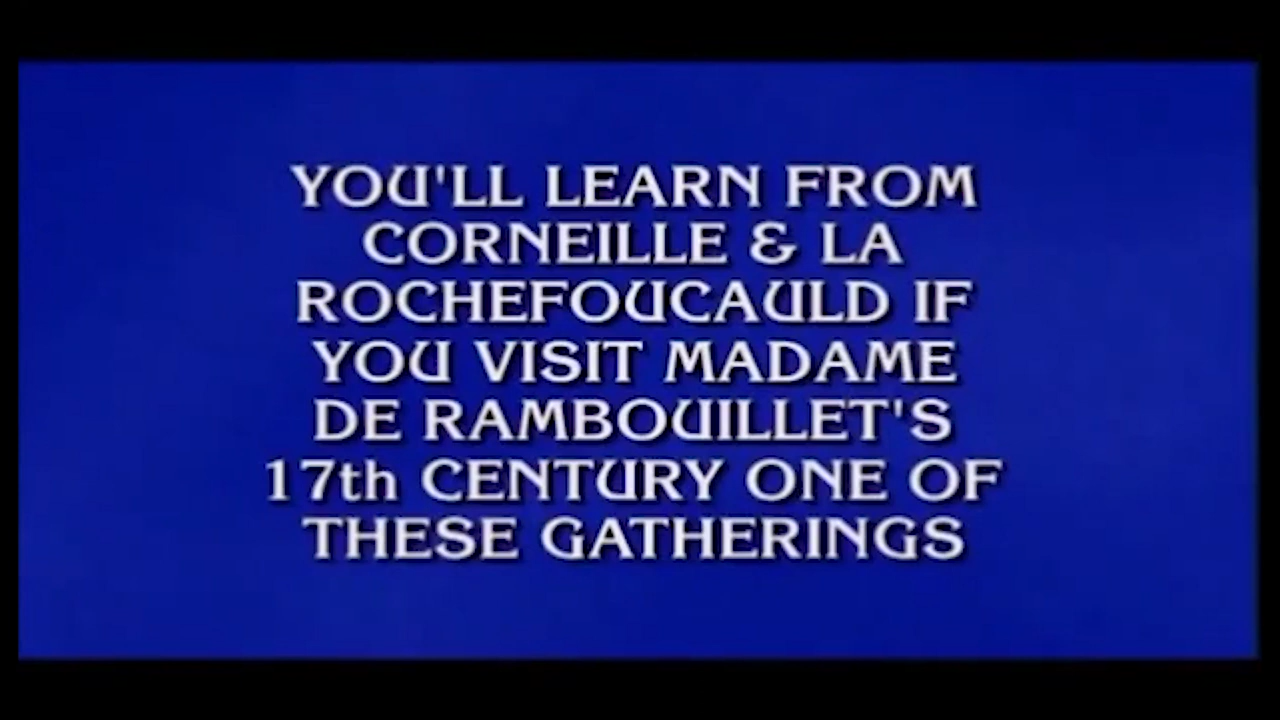 YOU'LL LEARN FROM
CORNEILLE & LA
ROCHEFOUCAULD IF
YOU VISIT MADAME
DE RAMBOUILLET'S
17th CENTURY ONE OF
THESE GATHERINGS